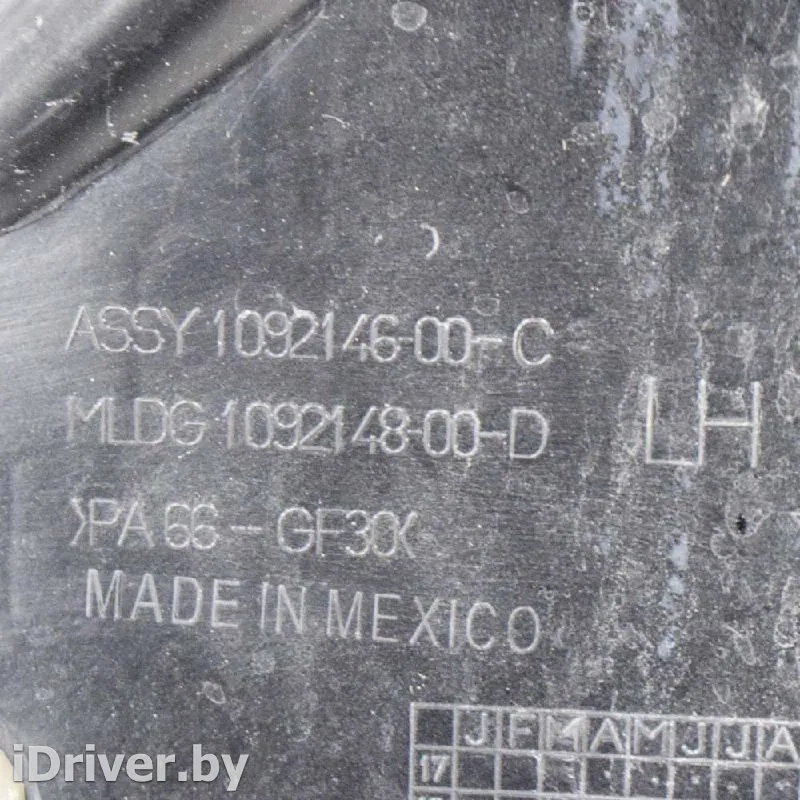 ASSY 1092146-00-C
MLDG 1092148-00-D
LH
>PA 66-GF30<
MADE IN MEXICO
J F M A M J J A
17
iDriver.by